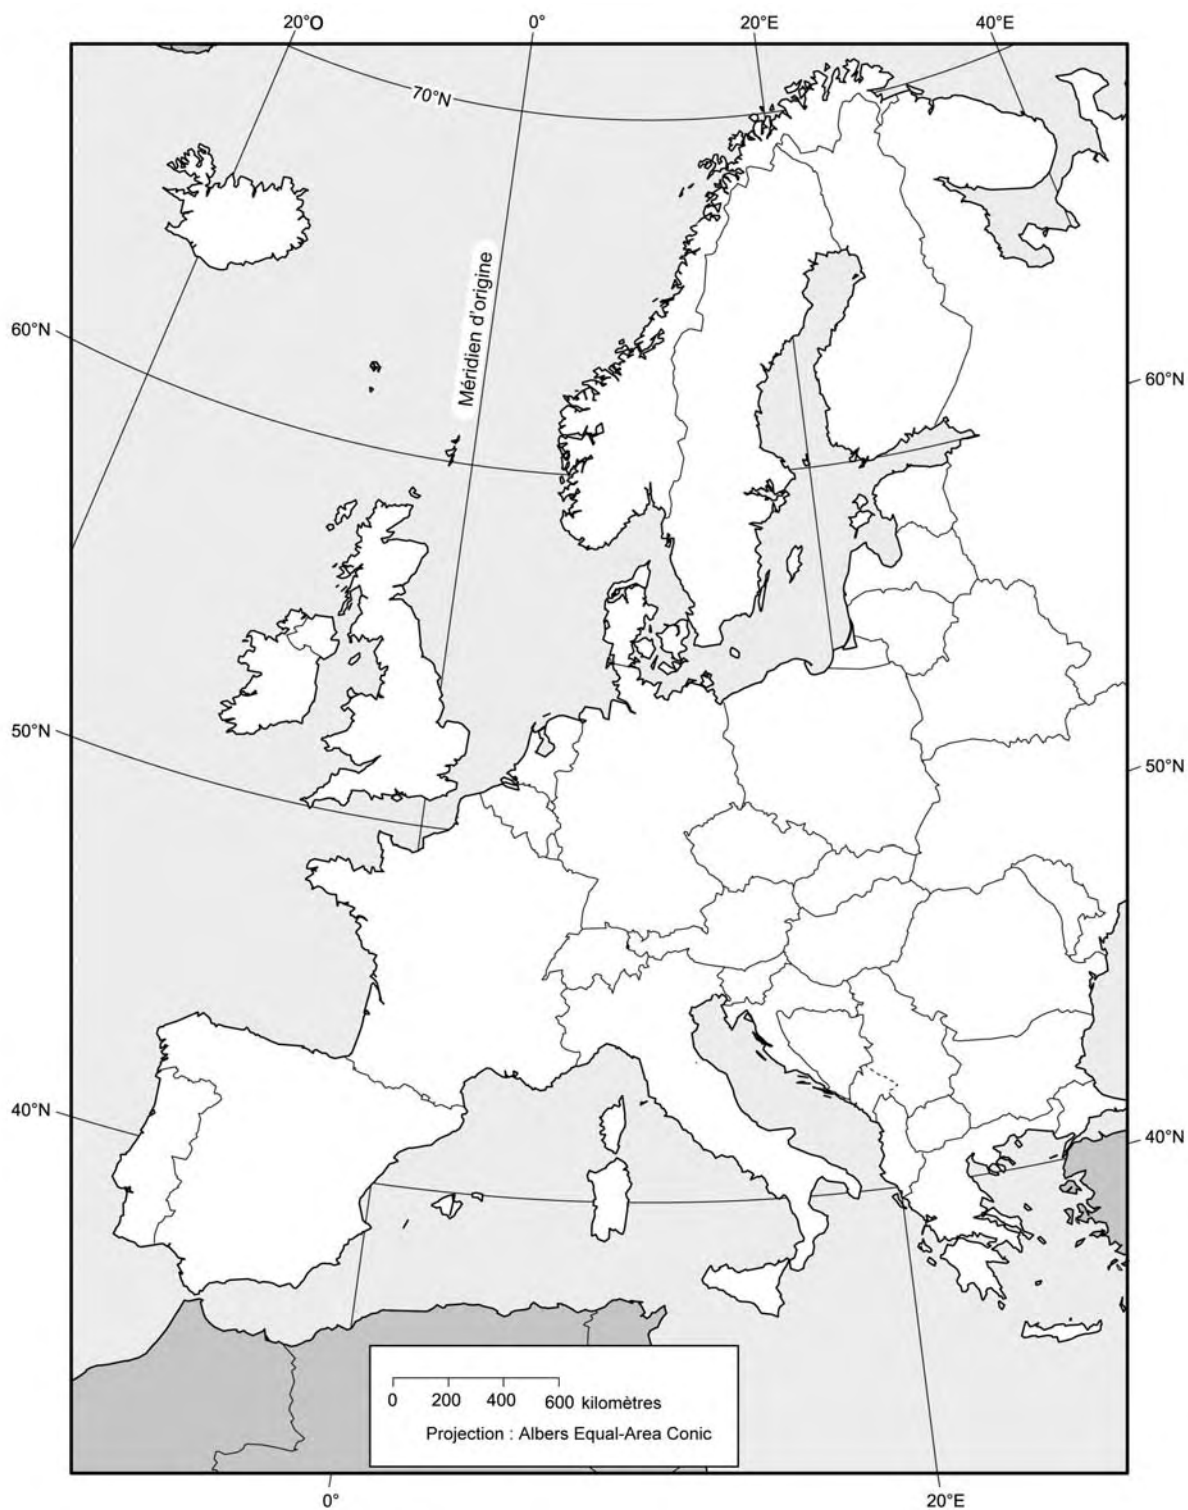 20°O
0°
20°E
40°E
70°N
Méridien d'origine
60°N
60°N
50°N
50°N
40°N
40°N
0 200 400 600 kilomètres
Projection : Albers Equal-Area Conic
0°
20°E